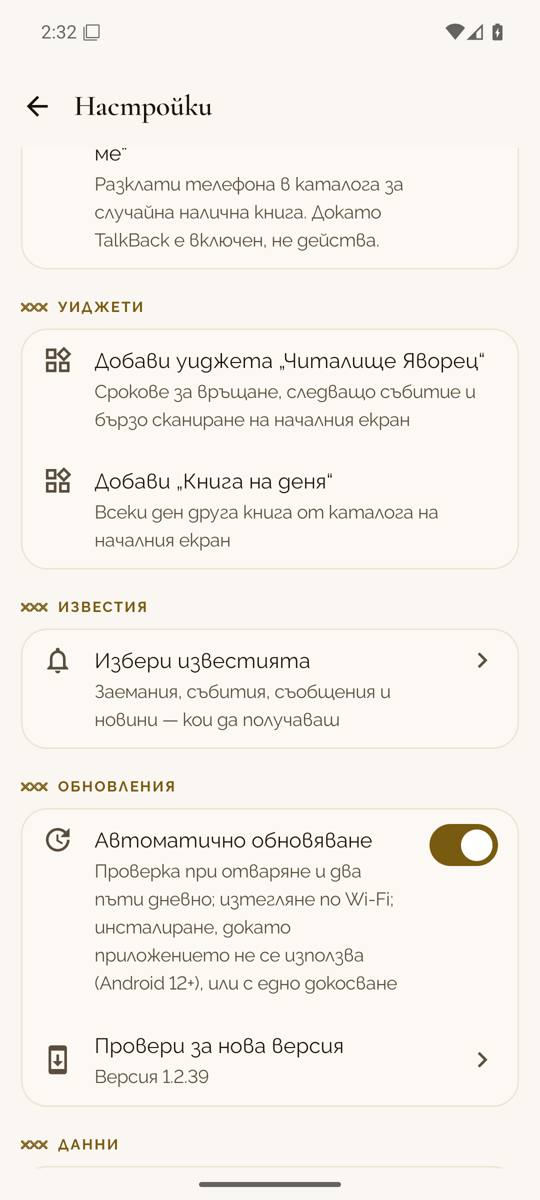 2:32
Настройки
ме“
Разклати телефона в каталога за
случайна налична книга. Докато
TalkBack е включен, не действа.
УИДЖЕТИ
Добави уиджета „Читалище Яворец“
Срокове за връщане, следващо събитие и
бързо сканиране на началния екран
Добави „Книга на деня“
Всеки ден друга книга от каталога на
началния екран
ИЗВЕСТИЯ
Избери известията
Заемания, събития, съобщения и
новини — кои да получаваш
ОБНОВЛЕНИЯ
Автоматично обновяване
Проверка при отваряне и два
пъти дневно; изтегляне по Wi-Fi;
инсталиране, докато
приложението не се използва
(Android 12+), или с едно докосване
Провери за нова версия
Версия 1.2.39
ДАННИ